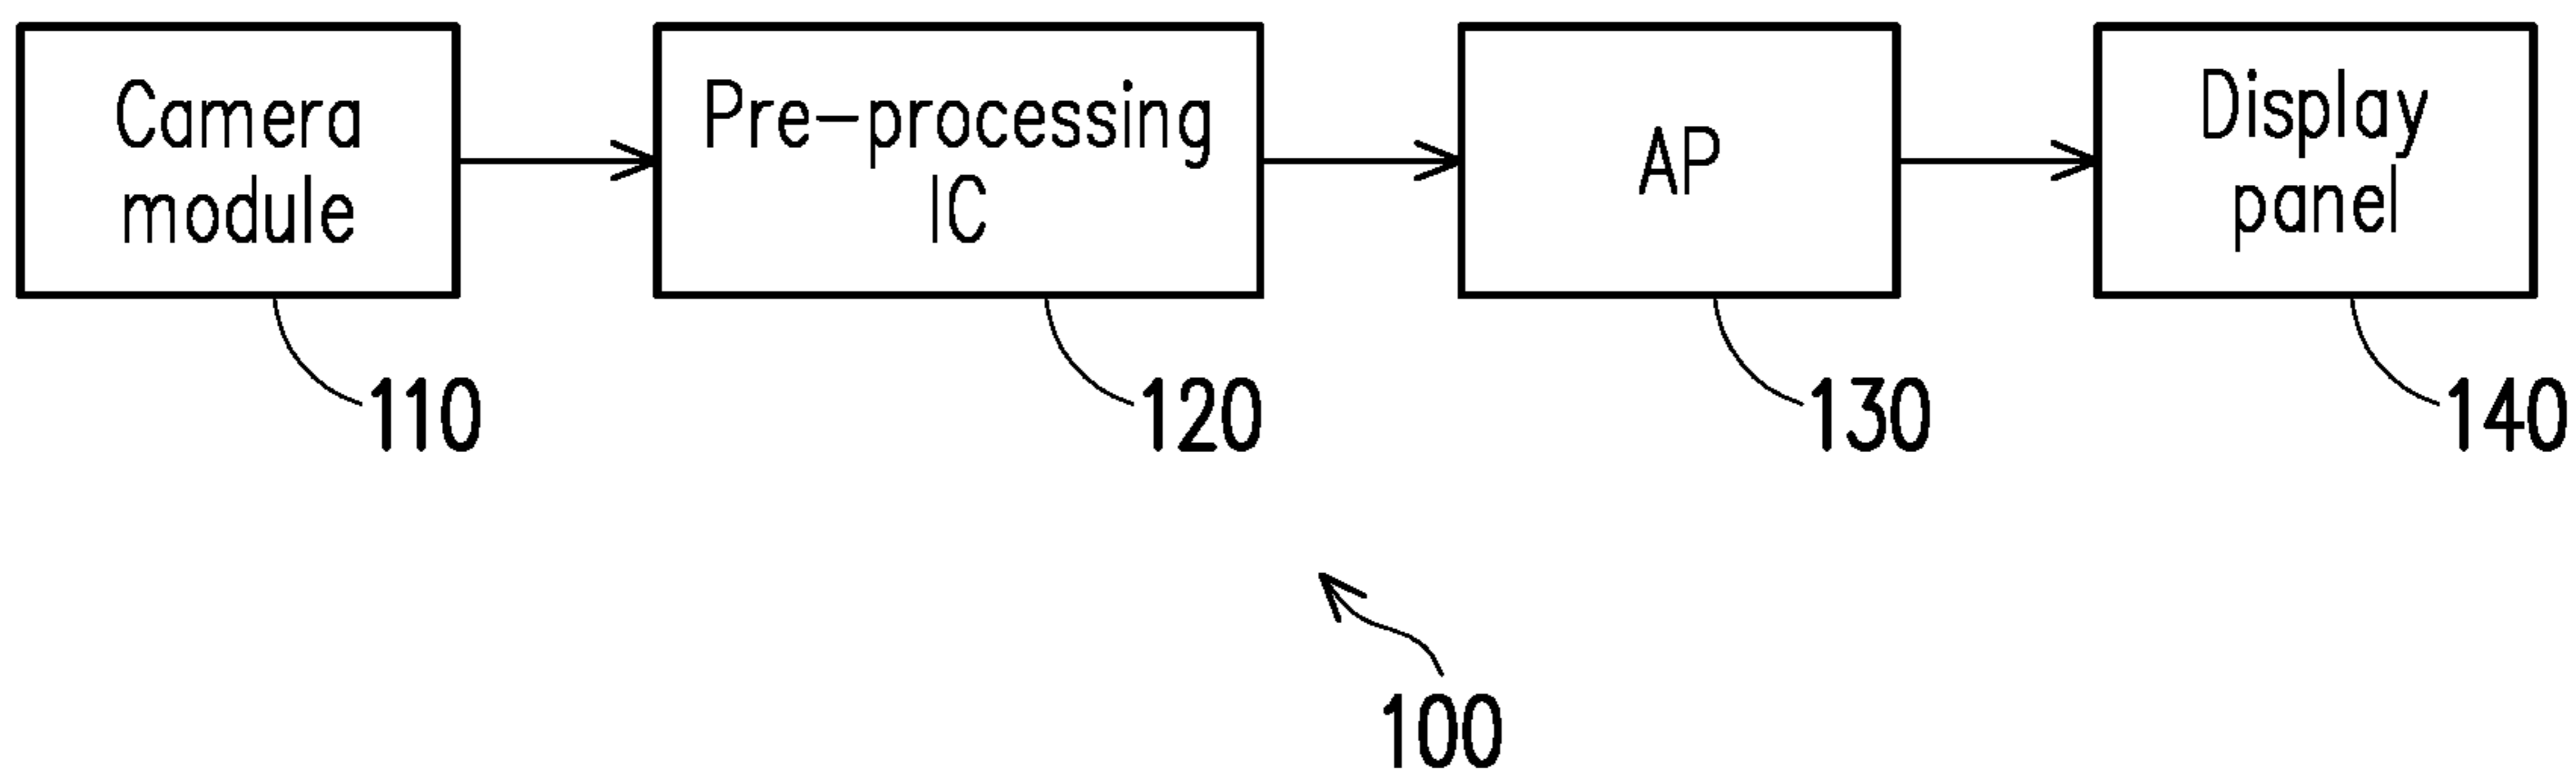 Camera
module
Pre-processing
IC
AP
Display
panel
110
120
130
140
100